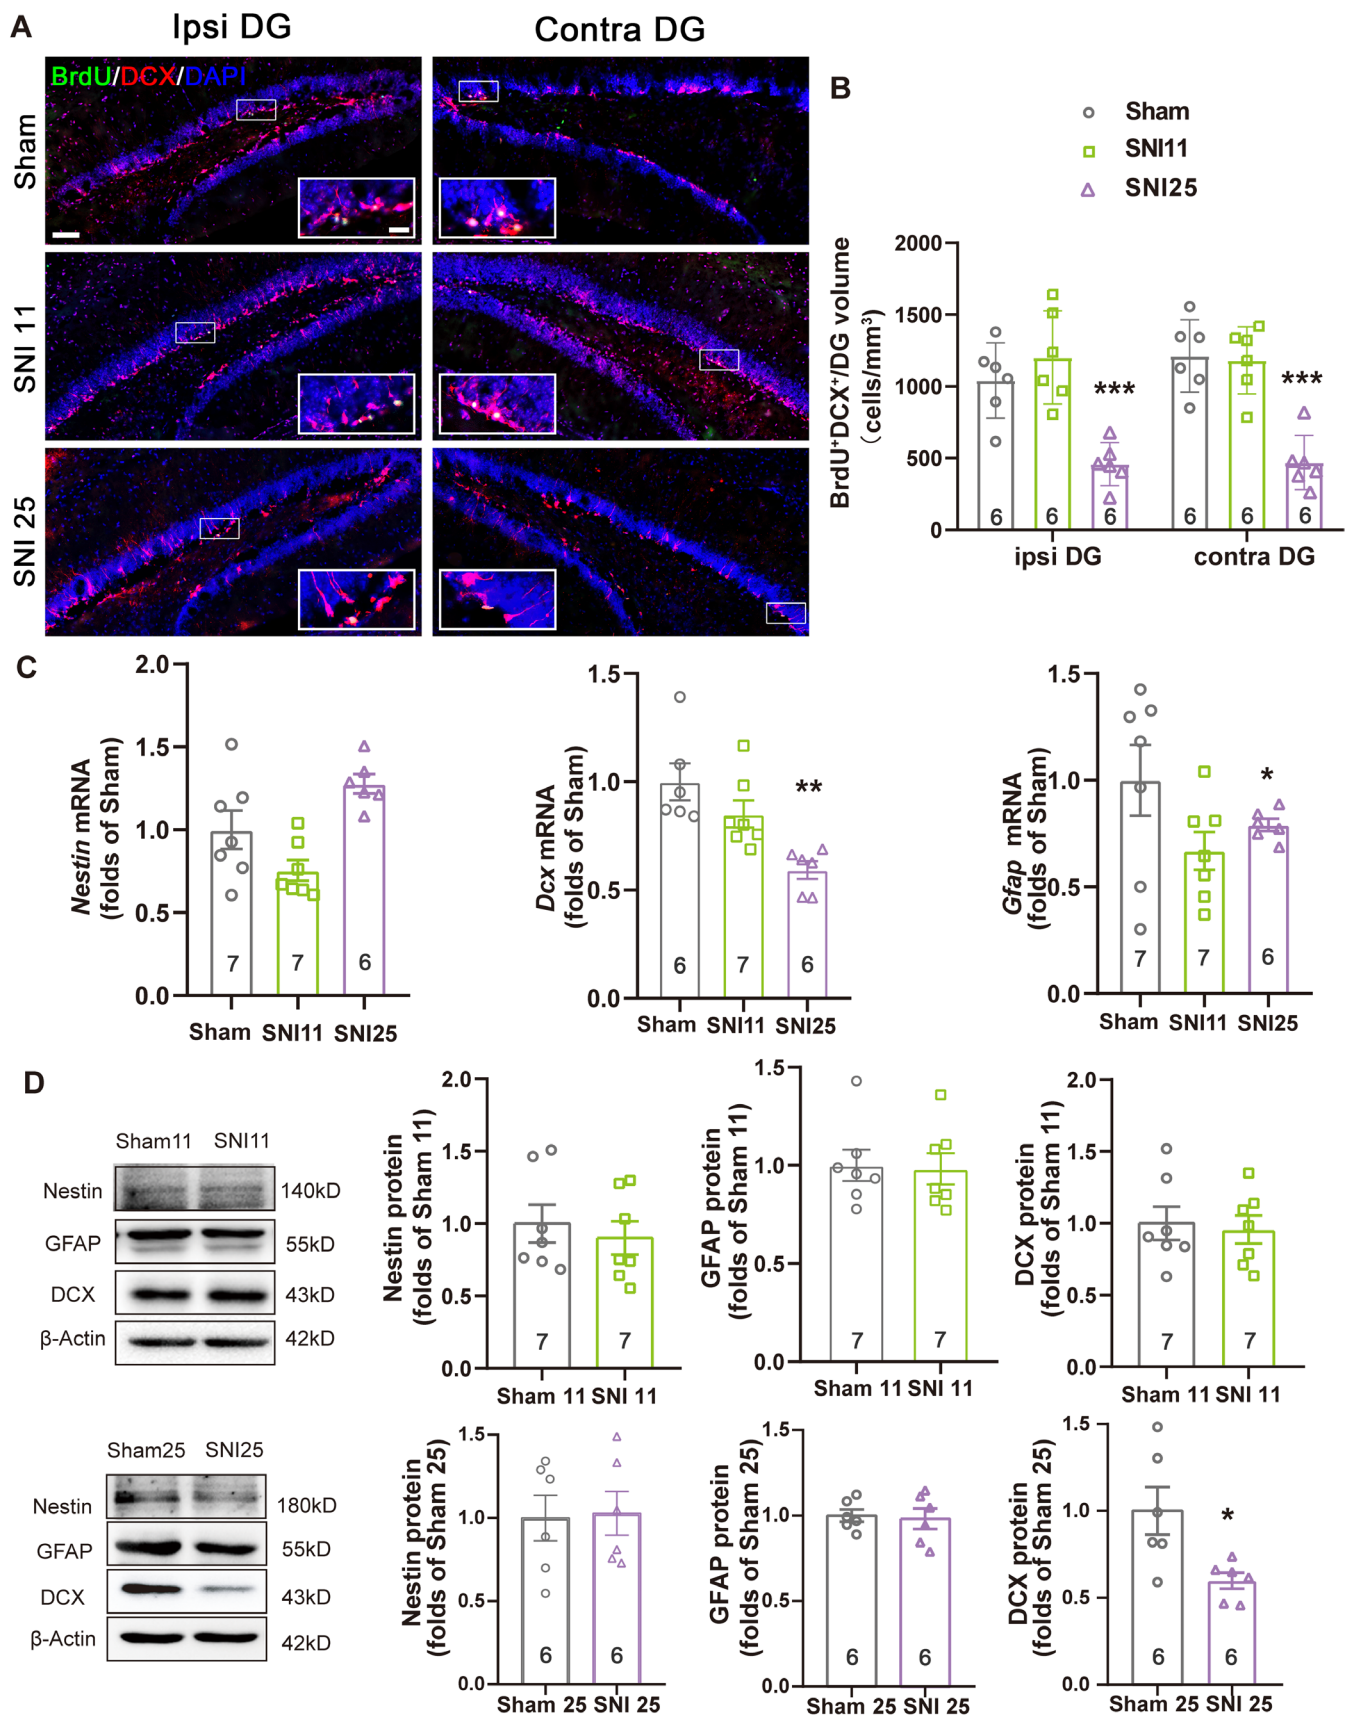 A
Ipsi DG
Contra DG
BrdU/DCX/DAPI
Sham
SNI 11
SNI 25
B
Sham
SNI11
SNI25
BrdU⁺DCX⁺/DG volume
(cells/mm³)
2000
1500
1000
500
0
***
***
6
6
6
6
6
6
ipsi DG
contra DG
C
Nestin mRNA
(folds of Sham)
2.0
1.5
1.0
0.5
0.0
7
7
6
Sham
SNI11
SNI25
Dcx mRNA
(folds of Sham)
1.5
1.0
0.5
0.0
**
6
7
6
Sham
SNI11
SNI25
Gfap mRNA
(folds of Sham)
1.5
1.0
0.5
0.0
*
7
7
6
Sham
SNI11
SNI25
D
Sham11
SNI11
Nestin
140kD
GFAP
55kD
DCX
43kD
β-Actin
42kD
Nestin protein
(folds of Sham 11)
2.0
1.5
1.0
0.5
0.0
7
7
Sham 11
SNI 11
GFAP protein
(folds of Sham 11)
1.5
1.0
0.5
0.0
7
7
Sham 11
SNI 11
DCX protein
(folds of Sham 11)
2.0
1.5
1.0
0.5
0.0
7
7
Sham 11
SNI 11
Sham25
SNI25
Nestin
180kD
GFAP
55kD
DCX
43kD
β-Actin
42kD
Nestin protein
(folds of Sham 25)
1.5
1.0
0.5
0.0
6
6
Sham 25
SNI 25
GFAP protein
(folds of Sham 25)
1.5
1.0
0.5
0.0
6
6
Sham 25
SNI 25
DCX protein
(folds of Sham 25)
1.5
1.0
0.5
0.0
*
6
6
Sham 25
SNI 25